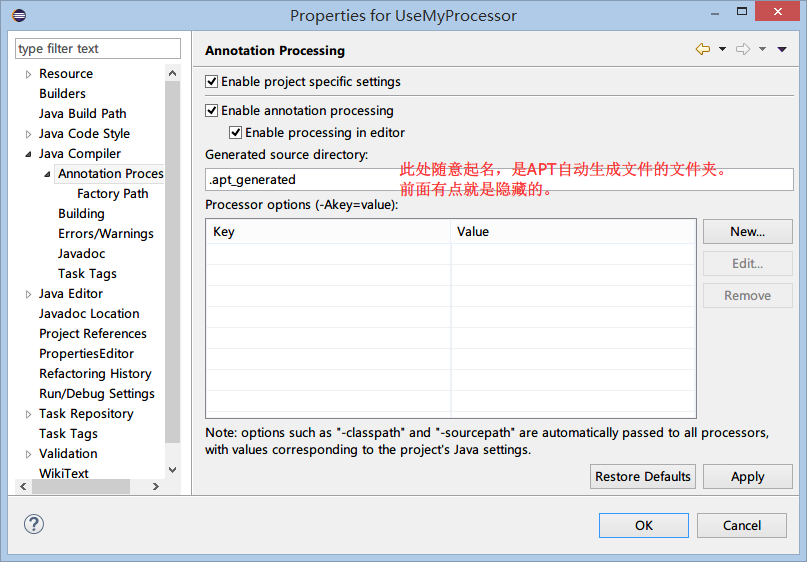 Properties for UseMyProcessor
type filter text
Resource
Builders
Java Build Path
Java Code Style
Java Compiler
Annotation Proces
Factory Path
Building
Errors/Warnings
Javadoc
Task Tags
Java Editor
Javadoc Location
Project References
PropertiesEditor
Refactoring History
Run/Debug Settings
Task Repository
Task Tags
Validation
WikiText
Annotation Processing
Enable project specific settings
Enable annotation processing
Enable processing in editor
Generated source directory:
此处随意起名，是APT自动生成文件的文件夹。
.apt_generated
前面有点就是隐藏的。
Processor options (-Akey=value):
Key Value
New...
Edit...
Remove
Note: options such as "-classpath" and "-sourcepath" are automatically passed to all processors,
with values corresponding to the project's Java settings.
Restore Defaults Apply
OK Cancel